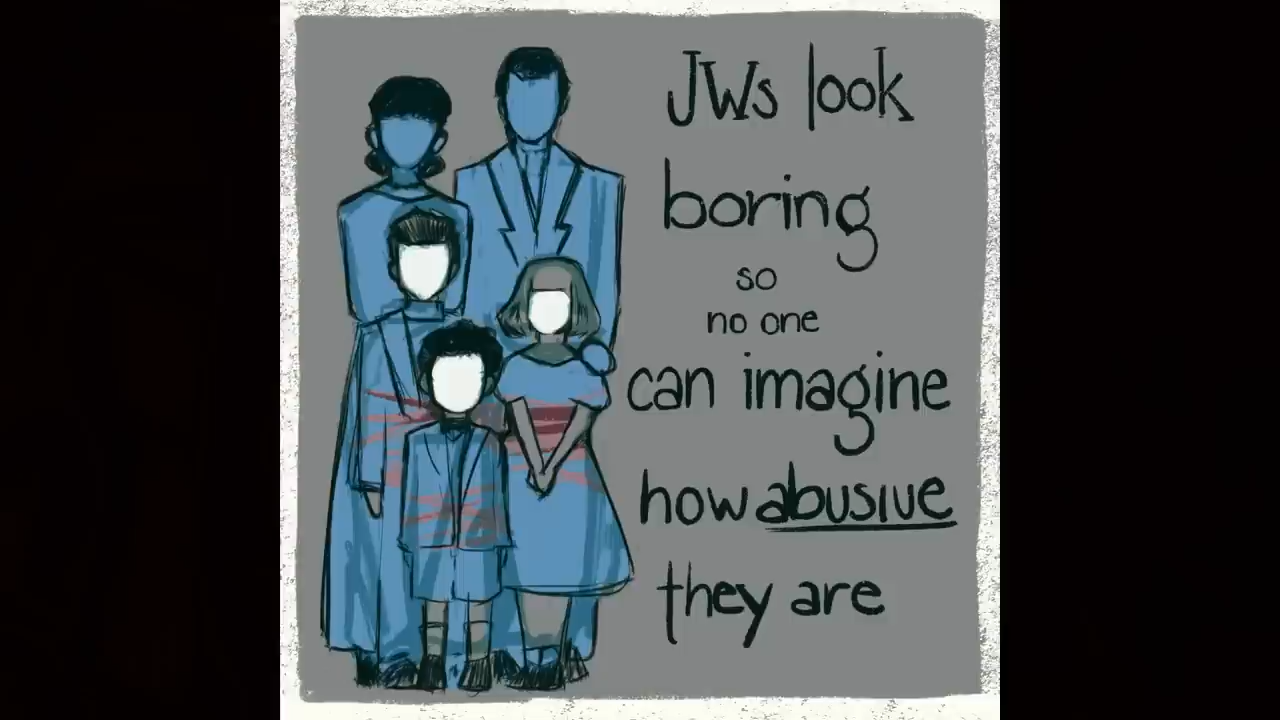 JWs look
boring
so
no one
can imagine
how abusive
they are